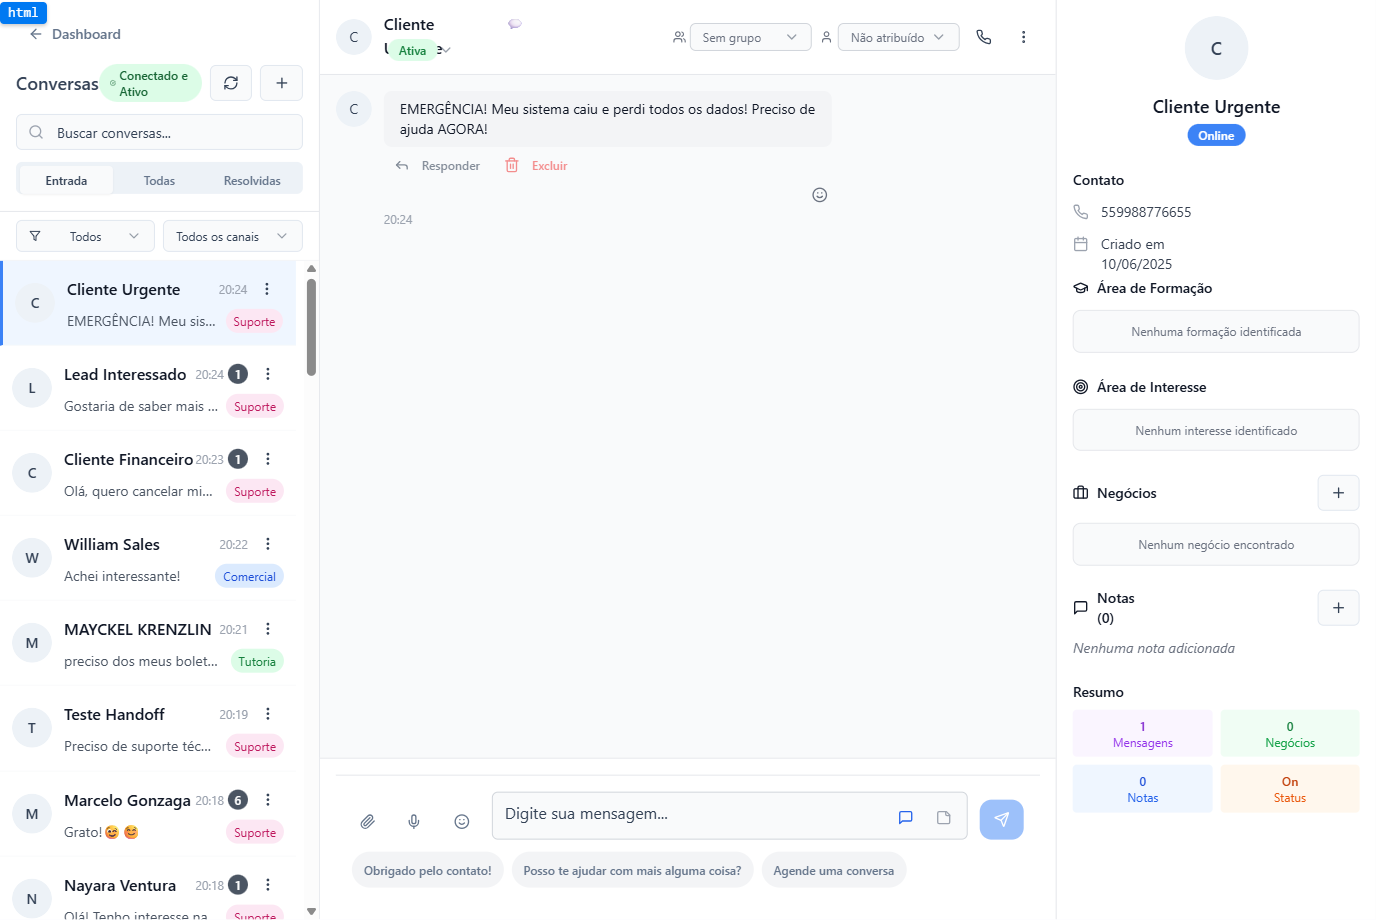 html
Dashboard
Conversas
Conectado e
Ativo
Buscar conversas...
Entrada
Todas
Resolvidas
Todos
Todos os canais
C
Cliente Urgente
20:24
EMERGÊNCIA! Meu sis...
Suporte
L
Lead Interessado
20:24
1
Gostaria de saber mais ...
Suporte
C
Cliente Financeiro
20:23
1
Olá, quero cancelar mi...
Suporte
W
William Sales
20:22
Achei interessante!
Comercial
M
MAYCKEL KRENZLIN
20:21
preciso dos meus bolet...
Tutoria
T
Teste Handoff
20:19
Preciso de suporte téc...
Suporte
M
Marcelo Gonzaga
20:18
6
Grato!😅 😊
Suporte
N
Nayara Ventura
20:18
1
Olá! Tenho interesse na
Suporte
C
Cliente
Ativa
Sem grupo
Não atribuído
C
EMERGÊNCIA! Meu sistema caiu e perdi todos os dados! Preciso de
ajuda AGORA!
Responder
Excluir
20:24
Digite sua mensagem...
Obrigado pelo contato!
Posso te ajudar com mais alguma coisa?
Agende uma conversa
C
Cliente Urgente
Online
Contato
559988776655
Criado em
10/06/2025
Área de Formação
Nenhuma formação identificada
Área de Interesse
Nenhum interesse identificado
Negócios
Nenhum negócio encontrado
Notas
(0)
Nenhuma nota adicionada
Resumo
1
Mensagens
0
Negócios
0
Notas
On
Status